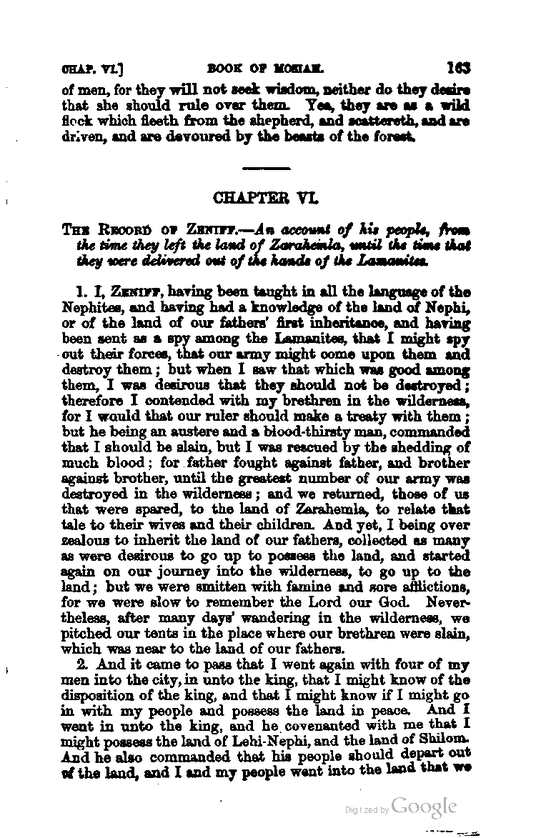 CHAP. VI.] BOOK OF MOSIAH. 163
of men, for they will not seek wisdom, neither do they desire
that she should rule over them. Yea, they are as a wild
flock which fleeth from the shepherd, and scattereth, and are
driven, and are devoured by the beasts of the forest.
CHAPTER VI.
THE RECORD OF ZENIFF.—An account of his people, from
the time they left the land of Zarahemla, until the time that
they were delivered out of the hands of the Lamanites.
1. I, ZENIFF, having been taught in all the language of the
Nephites, and having had a knowledge of the land of Nephi,
or of the land of our fathers' first inheritance, and having
been sent as a spy among the Lamanites, that I might spy
out their forces, that our army might come upon them and
destroy them; but when I saw that which was good among
them, I was desirous that they should not be destroyed;
therefore I contended with my brethren in the wilderness,
for I would that our ruler should make a treaty with them;
but he being an austere and a blood-thirsty man, commanded
that I should be slain, but I was rescued by the shedding of
much blood; for father fought against father, and brother
against brother, until the greatest number of our army was
destroyed in the wilderness; and we returned, those of us
that were spared, to the land of Zarahemla, to relate that
tale to their wives and their children. And yet, I being over
zealous to inherit the land of our fathers, collected as many
as were desirous to go up to possess the land, and started
again on our journey into the wilderness, to go up to the
land; but we were smitten with famine and sore afflictions,
for we were slow to remember the Lord our God. Never-
theless, after many days' wandering in the wilderness, we
pitched our tents in the place where our brethren were slain,
which was near to the land of our fathers.
2. And it came to pass that I went again with four of my
men into the city, in unto the king, that I might know of the
disposition of the king, and that I might know if I might go
in with my people and possess the land in peace. And I
went in unto the king, and he covenanted with me that I
might possess the land of Lehi-Nephi, and the land of Shilom.
And he also commanded that his people should depart out
of the land, and I and my people went into the land that we
Digitized by Google